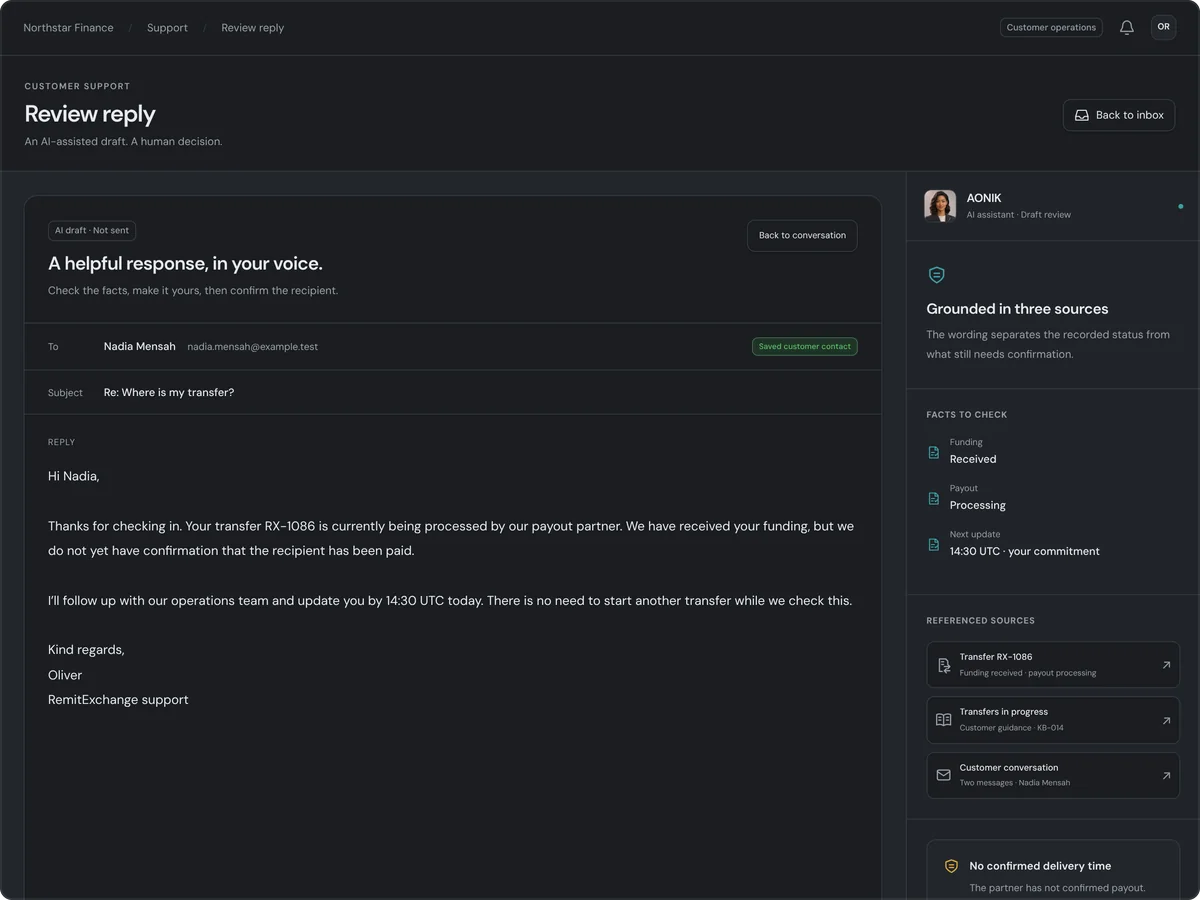 Northstar Finance / Support / Review reply
Customer operations
OR
CUSTOMER SUPPORT
Review reply
An AI-assisted draft. A human decision.
Back to inbox
AI draft · Not sent
A helpful response, in your voice.
Check the facts, make it yours, then confirm the recipient.
Back to conversation
To Nadia Mensah nadia.mensah@example.test
Saved customer contact
Subject Re: Where is my transfer?
REPLY
Hi Nadia,
Thanks for checking in. Your transfer RX-1086 is currently being processed by our payout partner. We have received your funding, but we
do not yet have confirmation that the recipient has been paid.
I’ll follow up with our operations team and update you by 14:30 UTC today. There is no need to start another transfer while we check this.
Kind regards,
Oliver
RemitExchange support
AONIK
AI assistant · Draft review
Grounded in three sources
The wording separates the recorded status from
what still needs confirmation.
FACTS TO CHECK
Funding
Received
Payout
Processing
Next update
14:30 UTC · your commitment
REFERENCED SOURCES
Transfer RX-1086
Funding received · payout processing
Transfers in progress
Customer guidance · KB-014
Customer conversation
Two messages · Nadia Mensah
No confirmed delivery time
The partner has not confirmed payout.